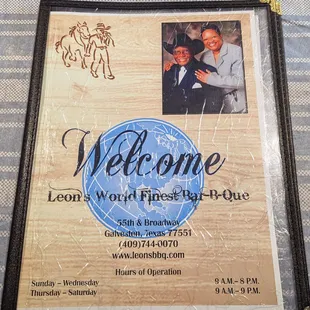 Welcome
Leon's World Finest Bar-B-Que
55th & Broadway
Galveston, Texas 77551
(409)744-0070
www.leonsbbq.com
Hours of Operation
Sunday – Wednesday 9 A.M. – 8 P.M.
Thursday – Saturday 9 A.M. – 9 P.M.